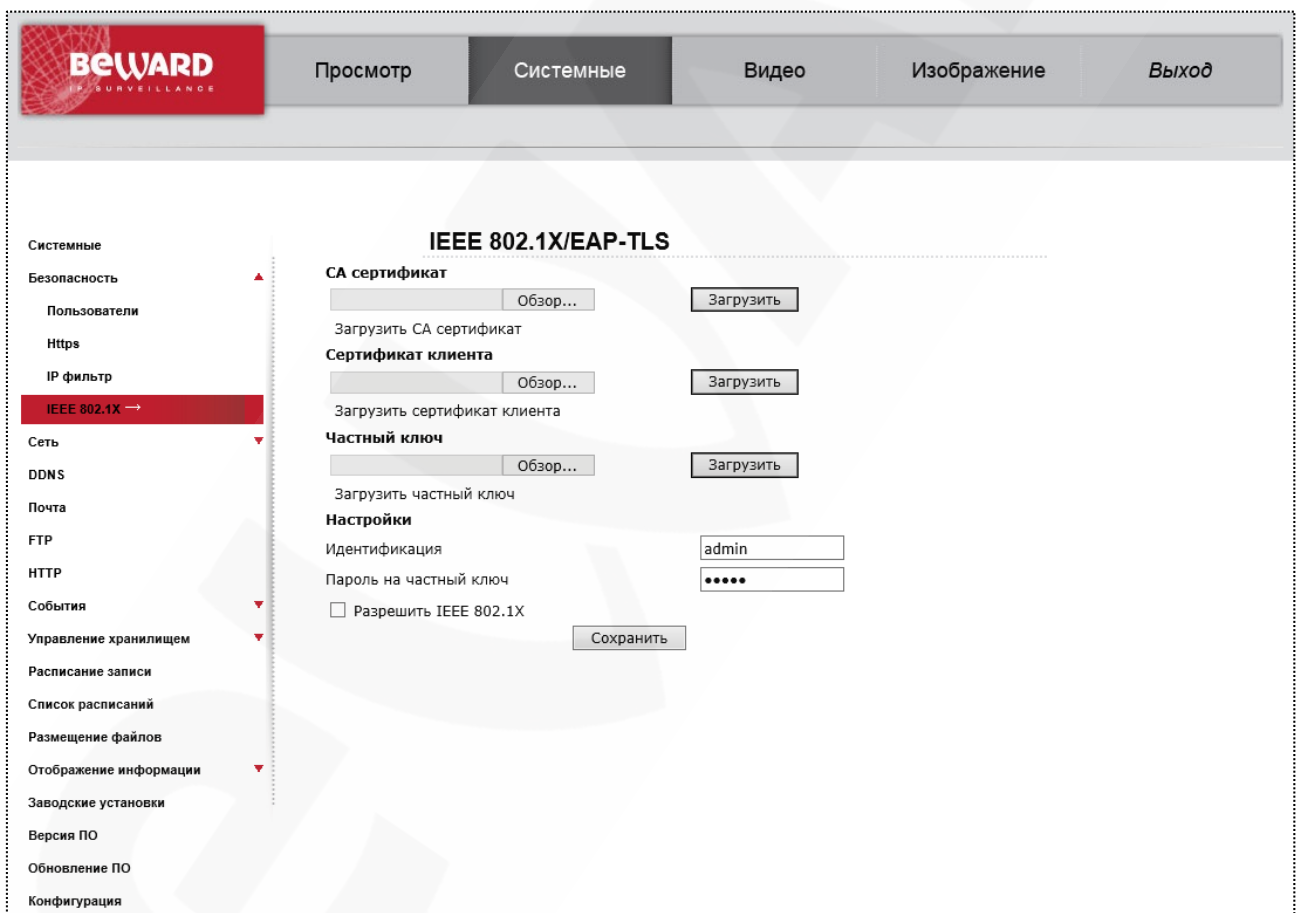 BEWARD
IP SURVEILLANCE
Просмотр
Системные
Видео
Изображение
Выход
Системные
Безопасность
Пользователи
Https
IP фильтр
IEEE 802.1X →
Сеть
DDNS
Почта
FTP
HTTP
События
Управление хранилищем
Расписание записи
Список расписаний
Размещение файлов
Отображение информации
Заводские установки
Версия ПО
Обновление ПО
Конфигурация
IEEE 802.1X/EAP-TLS
CA сертификат
Обзор... Загрузить
Загрузить CA сертификат
Сертификат клиента
Обзор... Загрузить
Загрузить сертификат клиента
Частный ключ
Обзор... Загрузить
Загрузить частный ключ
Настройки
Идентификация admin
Пароль на частный ключ •••••
Разрешить IEEE 802.1X
Сохранить